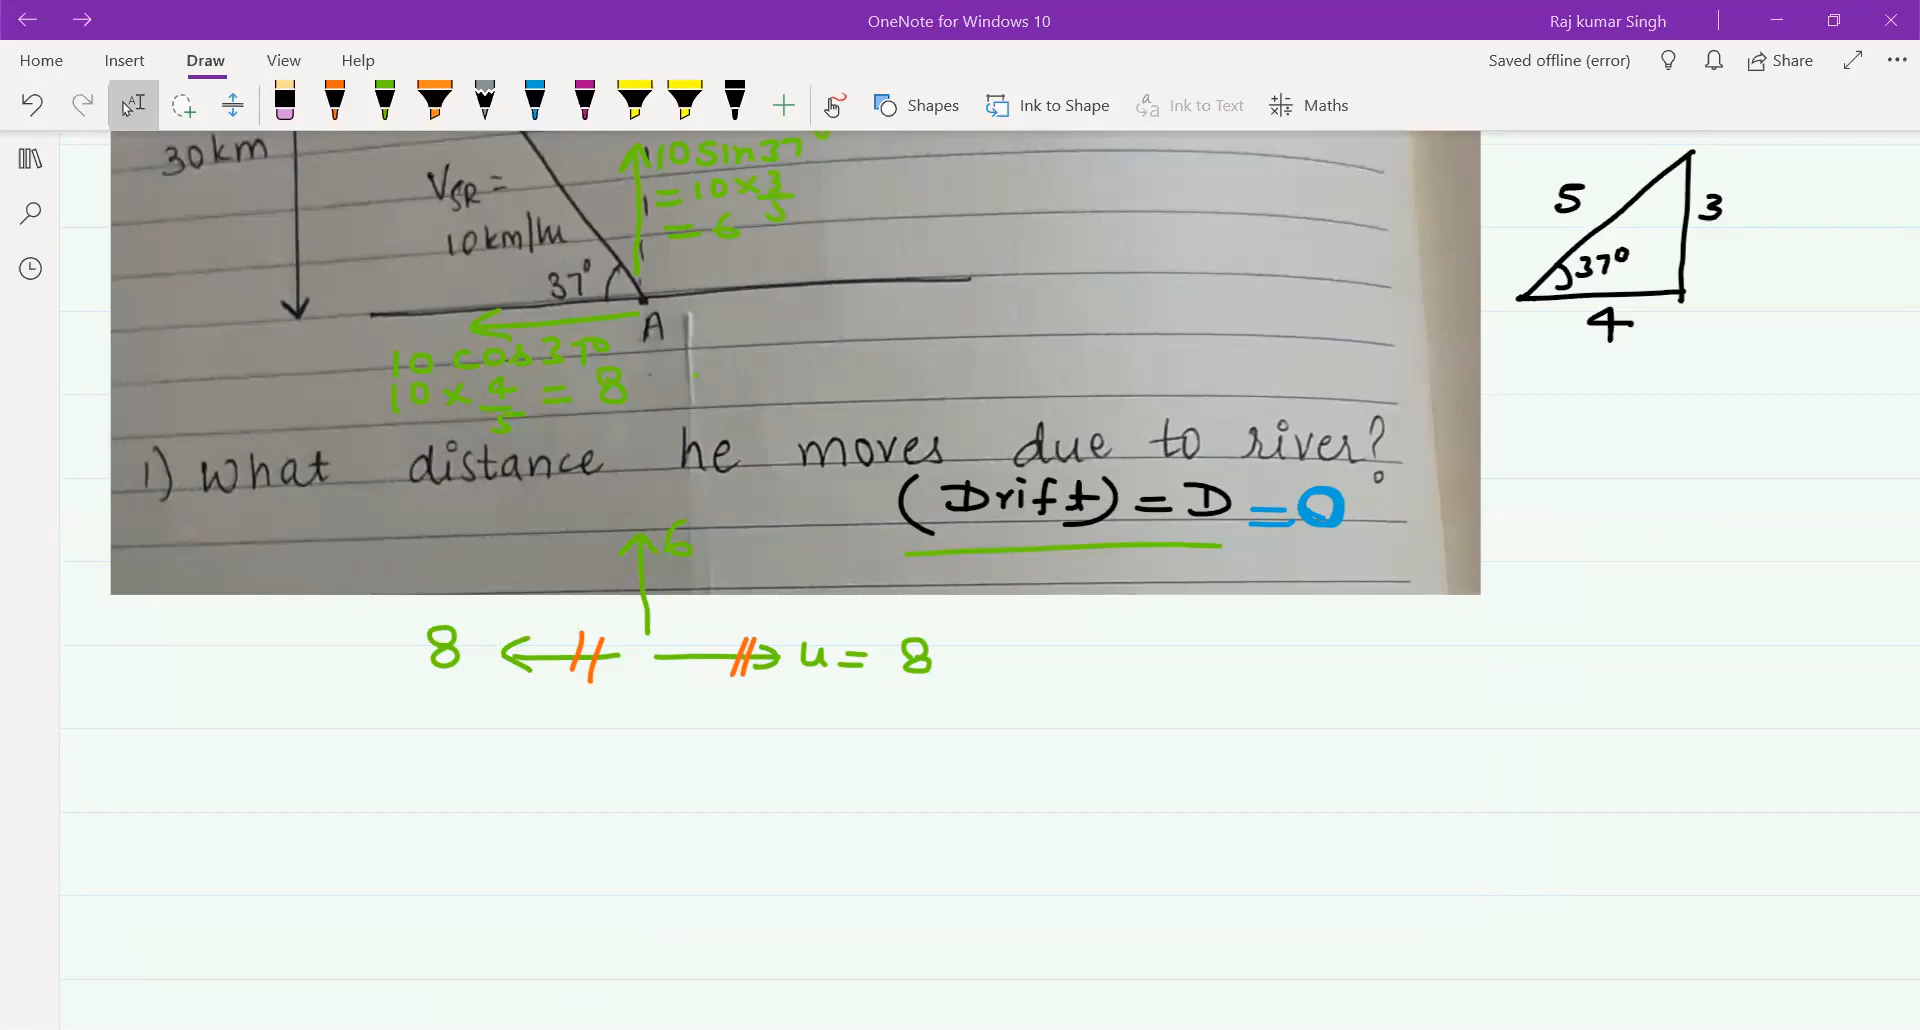 OneNote for Windows 10
Raj kumar Singh
Home Insert Draw View Help
Saved offline (error)
Share
Shapes
Ink to Shape
Ink to Text
Maths
30km
VSR =
10km/hr
37°
A
10sin37°
= 10 × 3/5
= 6
10 cos 37°
10 × 4/5 = 8
5
3
37°
4
1) What distance he moves due to river?
(Drift) = D = 0
6
8
u = 8